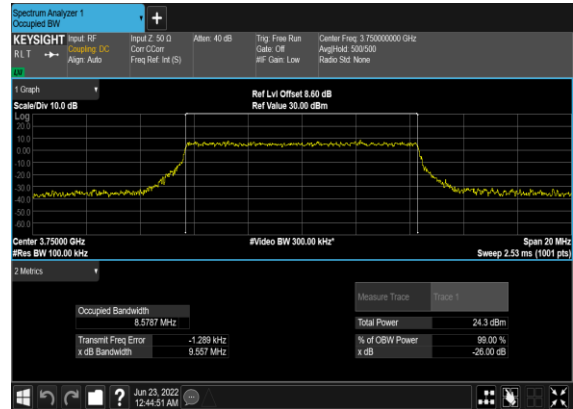 Spectrum Analyzer 1
Occupied BW
KEYSIGHT Input: RF Input Z: 50 Ω Atten: 40 dB Trig: Free Run Center Freq: 3.750000000 GHz
RLT Coupling: DC Corr CCorr Gate: Off Avg|Hold: 500/500
Align: Auto Freq Ref: Int (S) #IF Gain: Low Radio Std: None
LXI
1 Graph
Ref Lvl Offset 8.60 dB
Scale/Div 10.0 dB Ref Value 30.00 dBm
Log
20.0
10.0
0.00
-10.0
-20.0
-30.0
-40.0
-50.0
-60.0
Center 3.75000 GHz #Video BW 300.00 kHz* Span 20 MHz
#Res BW 100.00 kHz Sweep 2.53 ms (1001 pts)
2 Metrics
Measure Trace Trace 1
Occupied Bandwidth
8.5787 MHz Total Power 24.3 dBm
Transmit Freq Error -1.289 kHz % of OBW Power 99.00 %
x dB Bandwidth 9.557 MHz x dB -26.00 dB
? Jun 23, 2022
12:44:51 AM